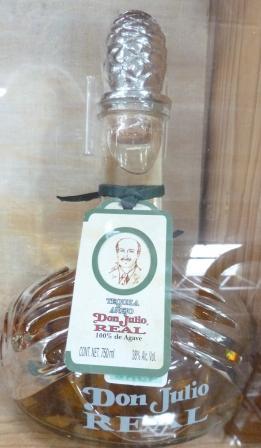 TEQUILA
AÑEJO
Don Julio
REAL
100% de Agave
CONT. NET. 750ml 38% Alc. Vol.
Don Julio
REAL